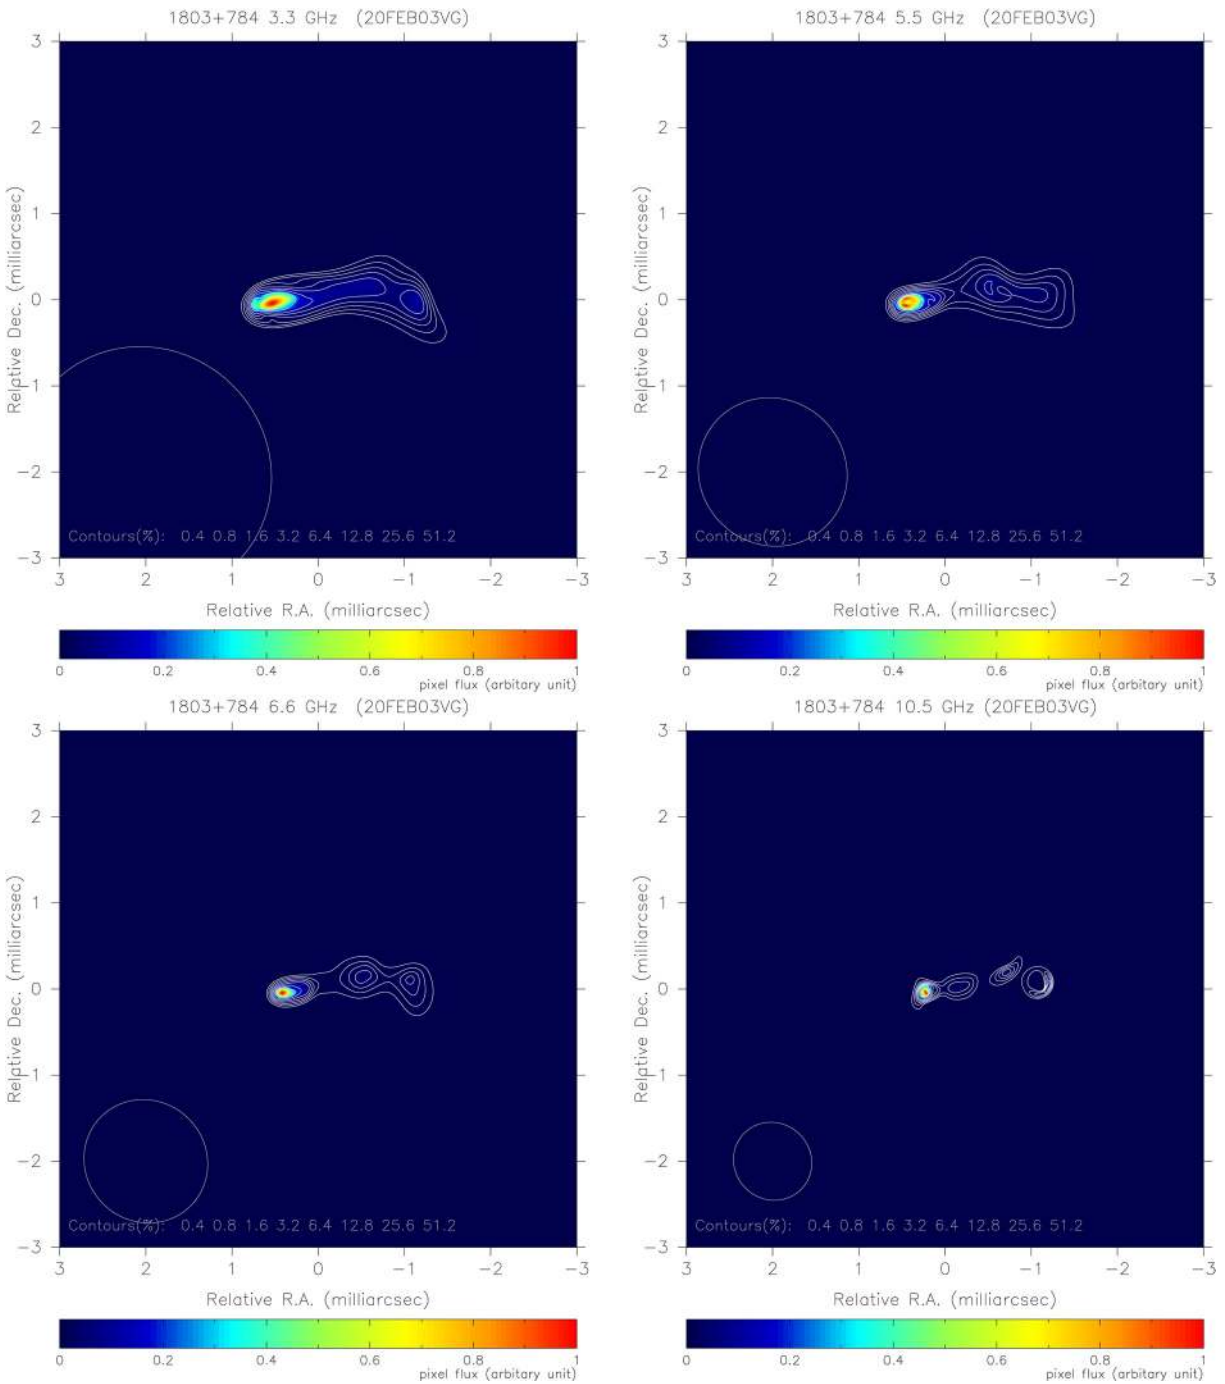 1803+784 3.3 GHz (20FEB03VG)
3
2
1
0
−1
−2
−3
Relative Dec. (milliarcsec)
Contours(%): 0.4 0.8 1.6 3.2 6.4 12.8 25.6 51.2
3 2 1 0 −1 −2 −3
Relative R.A. (milliarcsec)
0 0.2 0.4 0.6 0.8 1
pixel flux (arbitary unit)
1803+784 5.5 GHz (20FEB03VG)
3
2
1
0
−1
−2
−3
Relative Dec. (milliarcsec)
Contours(%): 0.4 0.8 1.6 3.2 6.4 12.8 25.6 51.2
3 2 1 0 −1 −2 −3
Relative R.A. (milliarcsec)
0 0.2 0.4 0.6 0.8 1
pixel flux (arbitary unit)
1803+784 6.6 GHz (20FEB03VG)
3
2
1
0
−1
−2
−3
Relative Dec. (milliarcsec)
Contours(%): 0.4 0.8 1.6 3.2 6.4 12.8 25.6 51.2
3 2 1 0 −1 −2 −3
Relative R.A. (milliarcsec)
0 0.2 0.4 0.6 0.8 1
pixel flux (arbitary unit)
1803+784 10.5 GHz (20FEB03VG)
3
2
1
0
−1
−2
−3
Relative Dec. (milliarcsec)
Contours(%): 0.4 0.8 1.6 3.2 6.4 12.8 25.6 51.2
3 2 1 0 −1 −2 −3
Relative R.A. (milliarcsec)
0 0.2 0.4 0.6 0.8 1
pixel flux (arbitary unit)